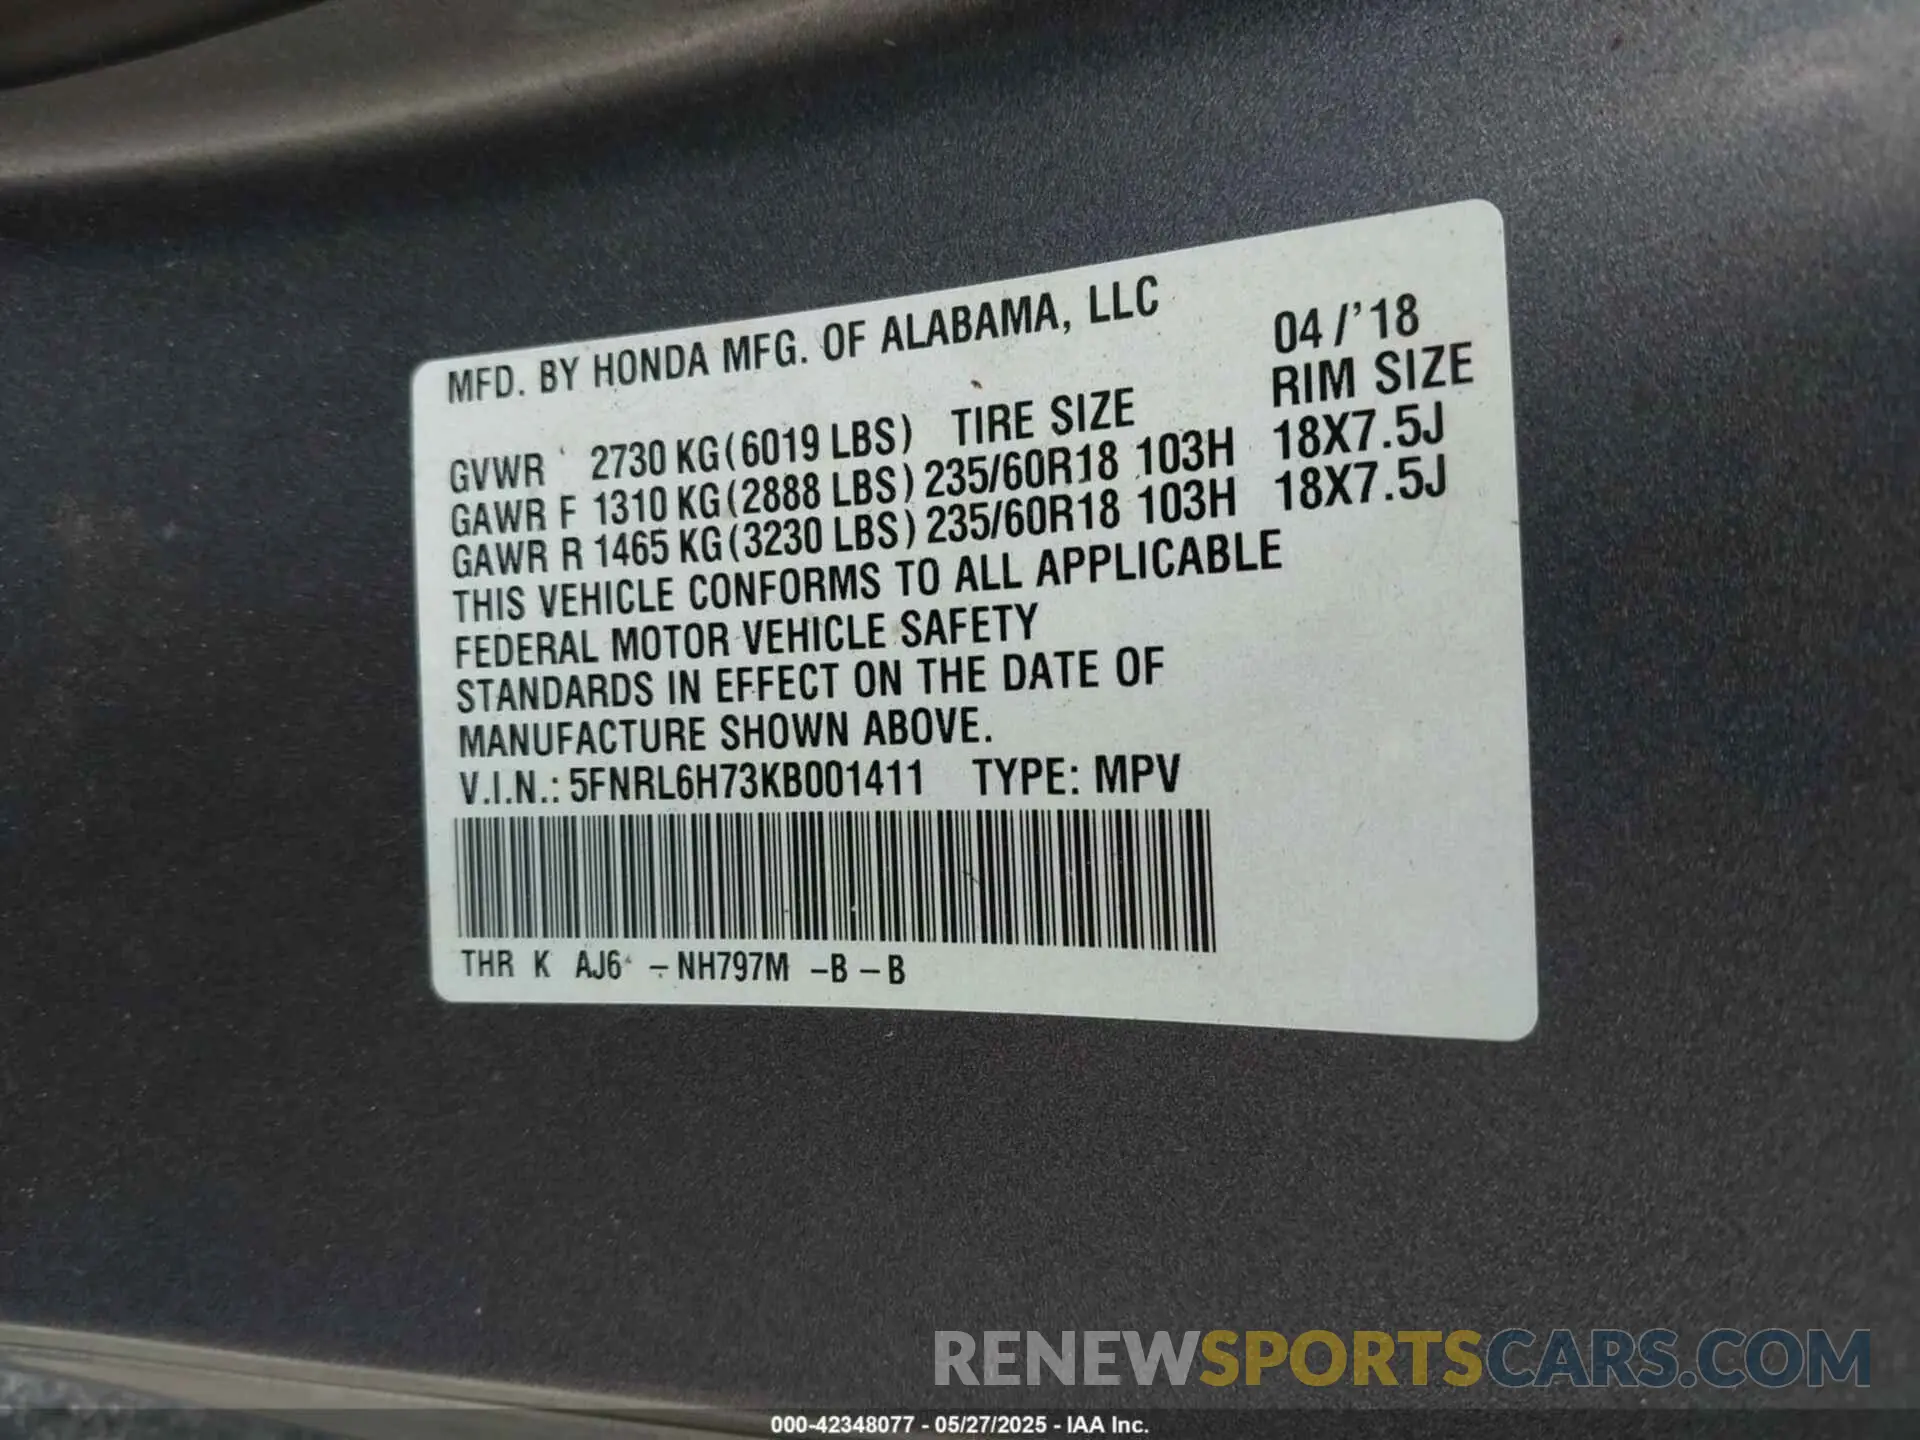 MFD. BY HONDA MFG. OF ALABAMA, LLC 04/'18
GVWR 2730 KG(6019 LBS) TIRE SIZE RIM SIZE
GAWR F 1310 KG(2888 LBS) 235/60R18 103H 18X7.5J
GAWR R 1465 KG(3230 LBS) 235/60R18 103H 18X7.5J
THIS VEHICLE CONFORMS TO ALL APPLICABLE
FEDERAL MOTOR VEHICLE SAFETY
STANDARDS IN EFFECT ON THE DATE OF
MANUFACTURE SHOWN ABOVE.
V.I.N.: 5FNRL6H73KB001411 TYPE: MPV
THR K AJ6 - NH797M -B - B
RENEWSPORTSCARS.COM
000-42348077 - 05/27/2025 - IAA Inc.